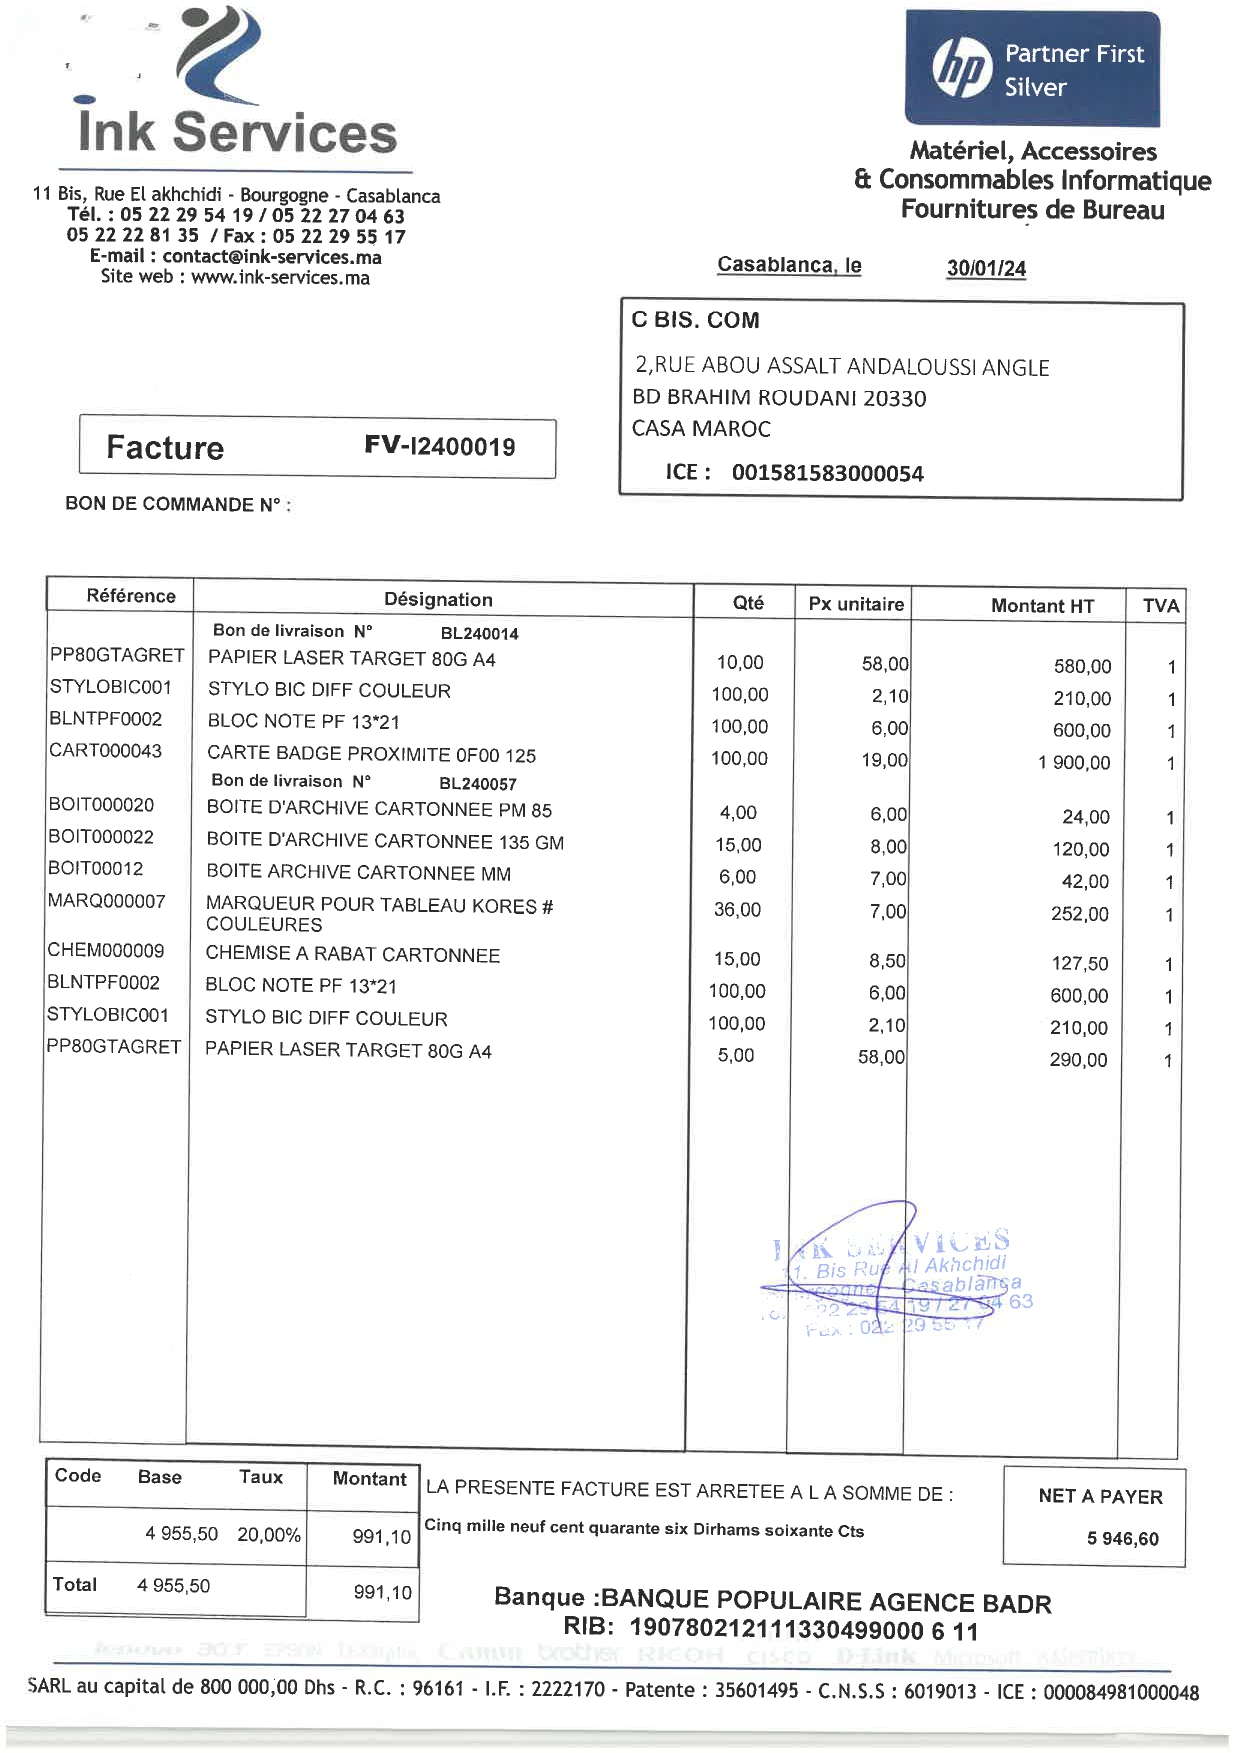 Ink Services
11 Bis, Rue El akhchidi - Bourgogne - Casablanca
Tél. : 05 22 29 54 19 / 05 22 27 04 63
05 22 22 81 35 / Fax : 05 22 29 55 17
E-mail : contact@ink-services.ma
Site web : www.ink-services.ma
hp Partner First
Silver
Matériel, Accessoires
& Consommables Informatique
Fournitures de Bureau
Casablanca, le 30/01/24
C BIS. COM
2,RUE ABOU ASSALT ANDALOUSSI ANGLE
BD BRAHIM ROUDANI 20330
CASA MAROC
ICE : 001581583000054
Facture FV-I2400019
BON DE COMMANDE N° :
Référence Désignation Qté Px unitaire Montant HT TVA
Bon de livraison N° BL240014
PP80GTAGRET PAPIER LASER TARGET 80G A4 10,00 58,00 580,00 1
STYLOBIC001 STYLO BIC DIFF COULEUR 100,00 2,10 210,00 1
BLNTPF0002 BLOC NOTE PF 13*21 100,00 6,00 600,00 1
CART000043 CARTE BADGE PROXIMITE 0F00 125 100,00 19,00 1 900,00 1
Bon de livraison N° BL240057
BOIT000020 BOITE D'ARCHIVE CARTONNEE PM 85 4,00 6,00 24,00 1
BOIT000022 BOITE D'ARCHIVE CARTONNEE 135 GM 15,00 8,00 120,00 1
BOIT00012 BOITE ARCHIVE CARTONNEE MM 6,00 7,00 42,00 1
MARQ000007 MARQUEUR POUR TABLEAU KORES # 36,00 7,00 252,00 1
COULEURES
CHEM000009 CHEMISE A RABAT CARTONNEE 15,00 8,50 127,50 1
BLNTPF0002 BLOC NOTE PF 13*21 100,00 6,00 600,00 1
STYLOBIC001 STYLO BIC DIFF COULEUR 100,00 2,10 210,00 1
PP80GTAGRET PAPIER LASER TARGET 80G A4 5,00 58,00 290,00 1
INK SERVICES
11. Bis Rue Al Akhchidi
Casablança
22 29 54 19 / 27 04 63
Fax : 022 29 55 17
Code Base Taux Montant
4 955,50 20,00% 991,10
Total 4 955,50 991,10
LA PRESENTE FACTURE EST ARRETEE A L A SOMME DE :
Cinq mille neuf cent quarante six Dirhams soixante Cts
NET A PAYER
5 946,60
Banque :BANQUE POPULAIRE AGENCE BADR
RIB: 190780212111330499000 6 11
lenovo EPSON Canon brother RICOH CISCO D-Link Microsoft
SARL au capital de 800 000,00 Dhs - R.C. : 96161 - I.F. : 2222170 - Patente : 35601495 - C.N.S.S : 6019013 - ICE : 000084981000048